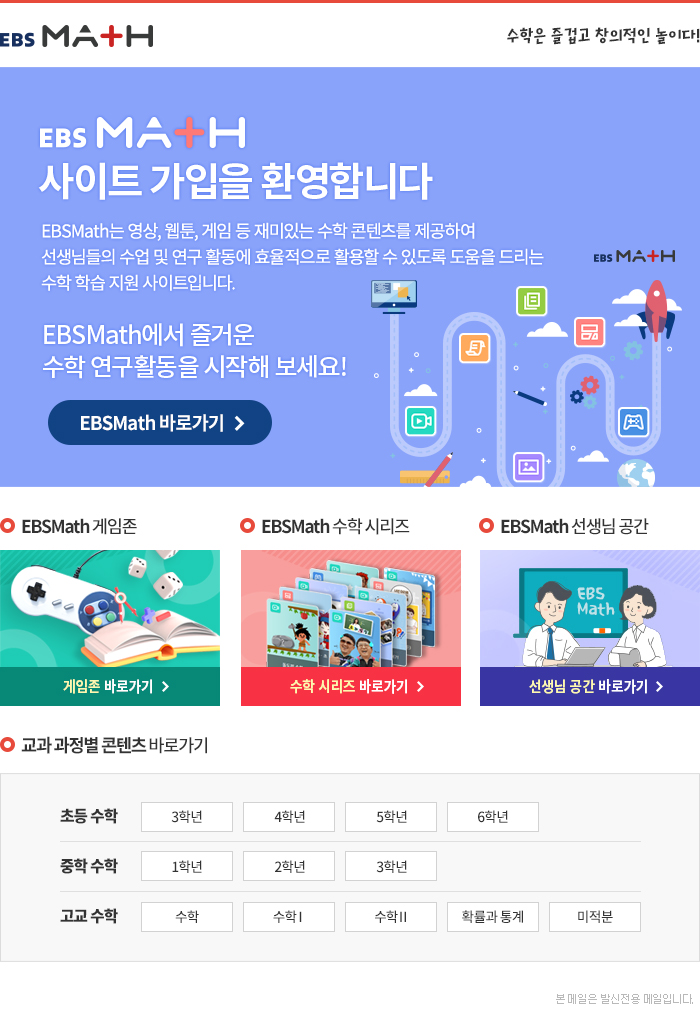 EBS MATH
수학은 즐겁고 창의적인 놀이다!
EBS MATH
사이트 가입을 환영합니다
EBSMath는 영상, 웹툰, 게임 등 재미있는 수학 콘텐츠를 제공하여
선생님들의 수업 및 연구 활동에 효율적으로 활용할 수 있도록 도움을 드리는
수학 학습 지원 사이트입니다.
EBS MATH
EBSMath에서 즐거운
수학 연구활동을 시작해 보세요!
EBSMath 바로가기
EBSMath 게임존
EBSMath 수학 시리즈
EBSMath 선생님 공간
EBS
Math
게임존 바로가기
수학 시리즈 바로가기
선생님 공간 바로가기
교과 과정별 콘텐츠 바로가기
초등 수학 3학년 4학년 5학년 6학년
중학 수학 1학년 2학년 3학년
고교 수학 수학 수학 I 수학 II 확률과 통계 미적분
본 메일은 발신전용 메일입니다.